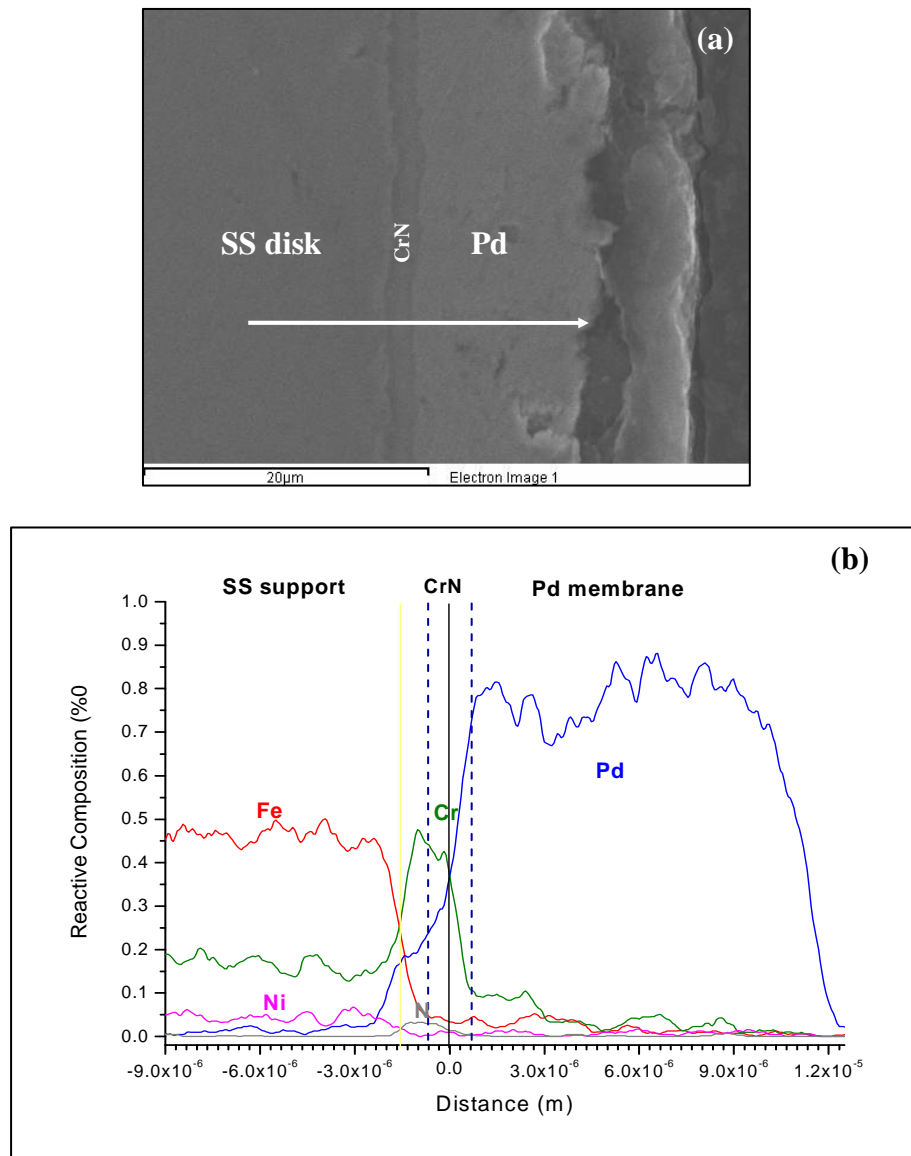 (a)
SS disk
CrN
Pd
20µm
Electron Image 1
(b)
SS support
CrN
Pd membrane
1.0
0.9
0.8
0.7
0.6
0.5
0.4
0.3
0.2
0.1
0.0
Reactive Composition (%0
Fe
Cr
Pd
Ni
N
-9.0x10⁻⁶ -6.0x10⁻⁶ -3.0x10⁻⁶ 0.0 3.0x10⁻⁶ 6.0x10⁻⁶ 9.0x10⁻⁶ 1.2x10⁻⁵
Distance (m)